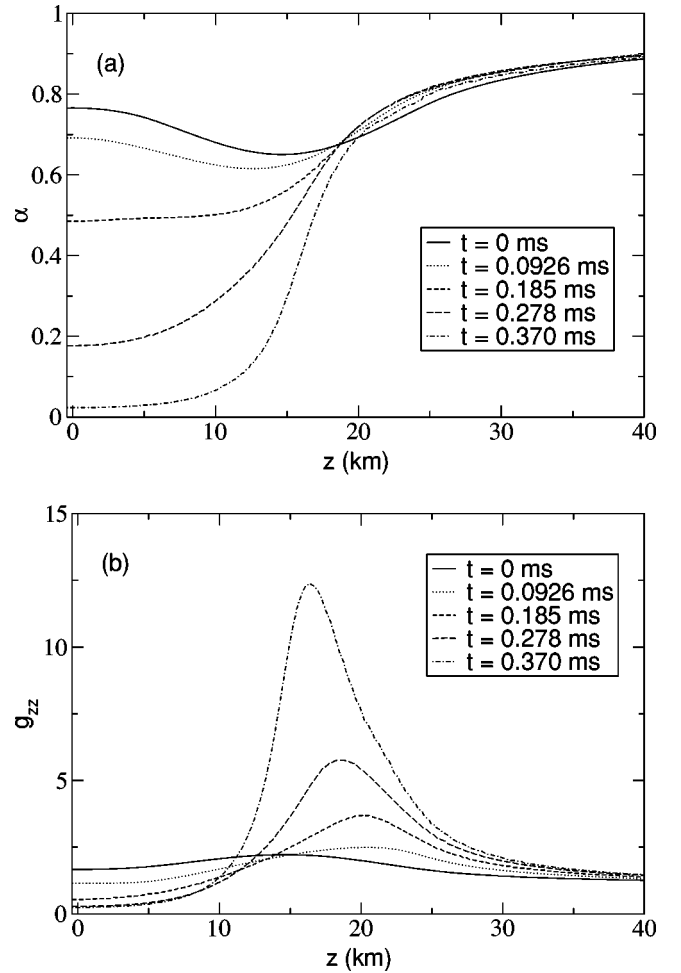 1
(a)
0.8
0.6
α
0.4
t = 0 ms
t = 0.0926 ms
t = 0.185 ms
t = 0.278 ms
t = 0.370 ms
0.2
0
0 10 20 30 40
z (km)
15
(b)
t = 0 ms
t = 0.0926 ms
t = 0.185 ms
t = 0.278 ms
t = 0.370 ms
10
gzz
5
0
0 10 20 30 40
z (km)